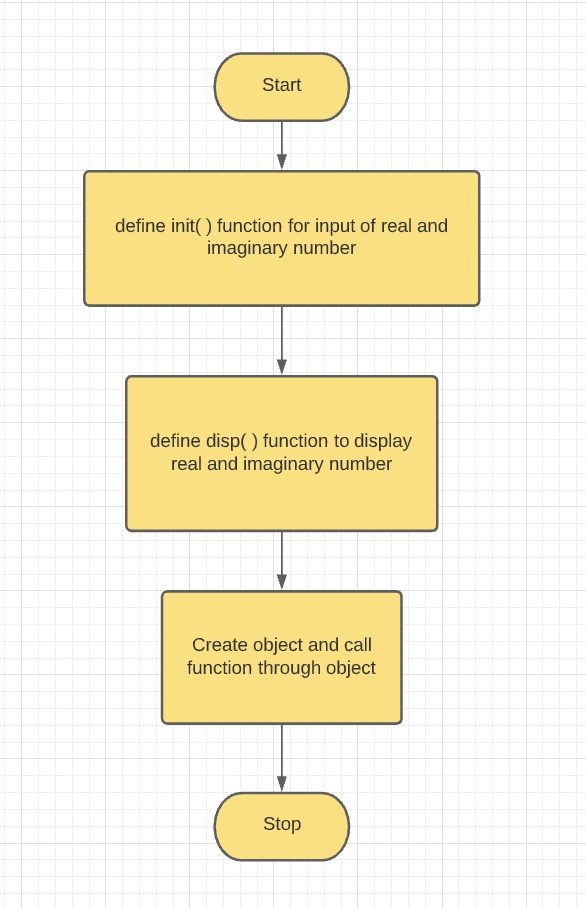 Start
define init( ) function for input of real and
imaginary number
define disp( ) function to display
real and imaginary number
Create object and call
function through object
Stop